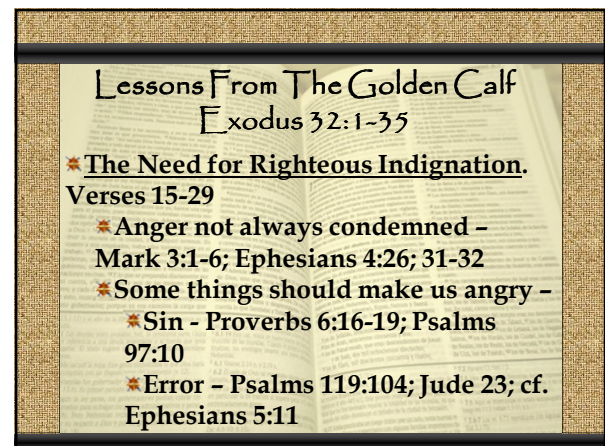 Lessons From The Golden Calf
Exodus 32:1-35
The Need for Righteous Indignation.
Verses 15-29
Anger not always condemned –
Mark 3:1-6; Ephesians 4:26; 31-32
Some things should make us angry –
Sin - Proverbs 6:16-19; Psalms
97:10
Error – Psalms 119:104; Jude 23; cf.
Ephesians 5:11